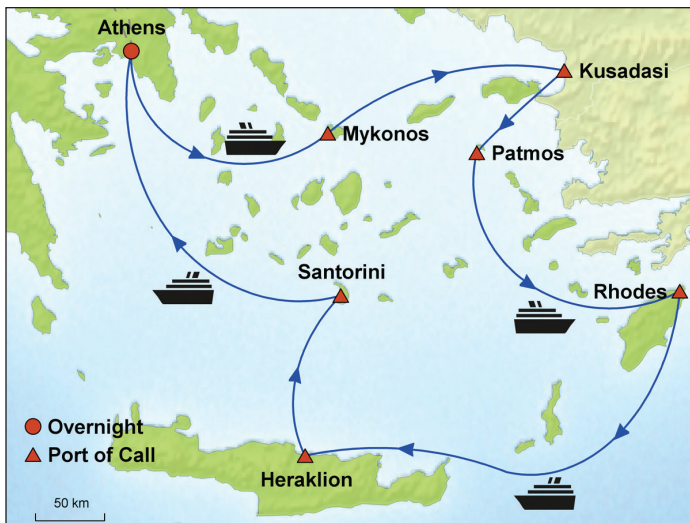 Athens
Kusadasi
Mykonos
Patmos
Santorini
Rhodes
Overnight
Port of Call
Heraklion
50 km